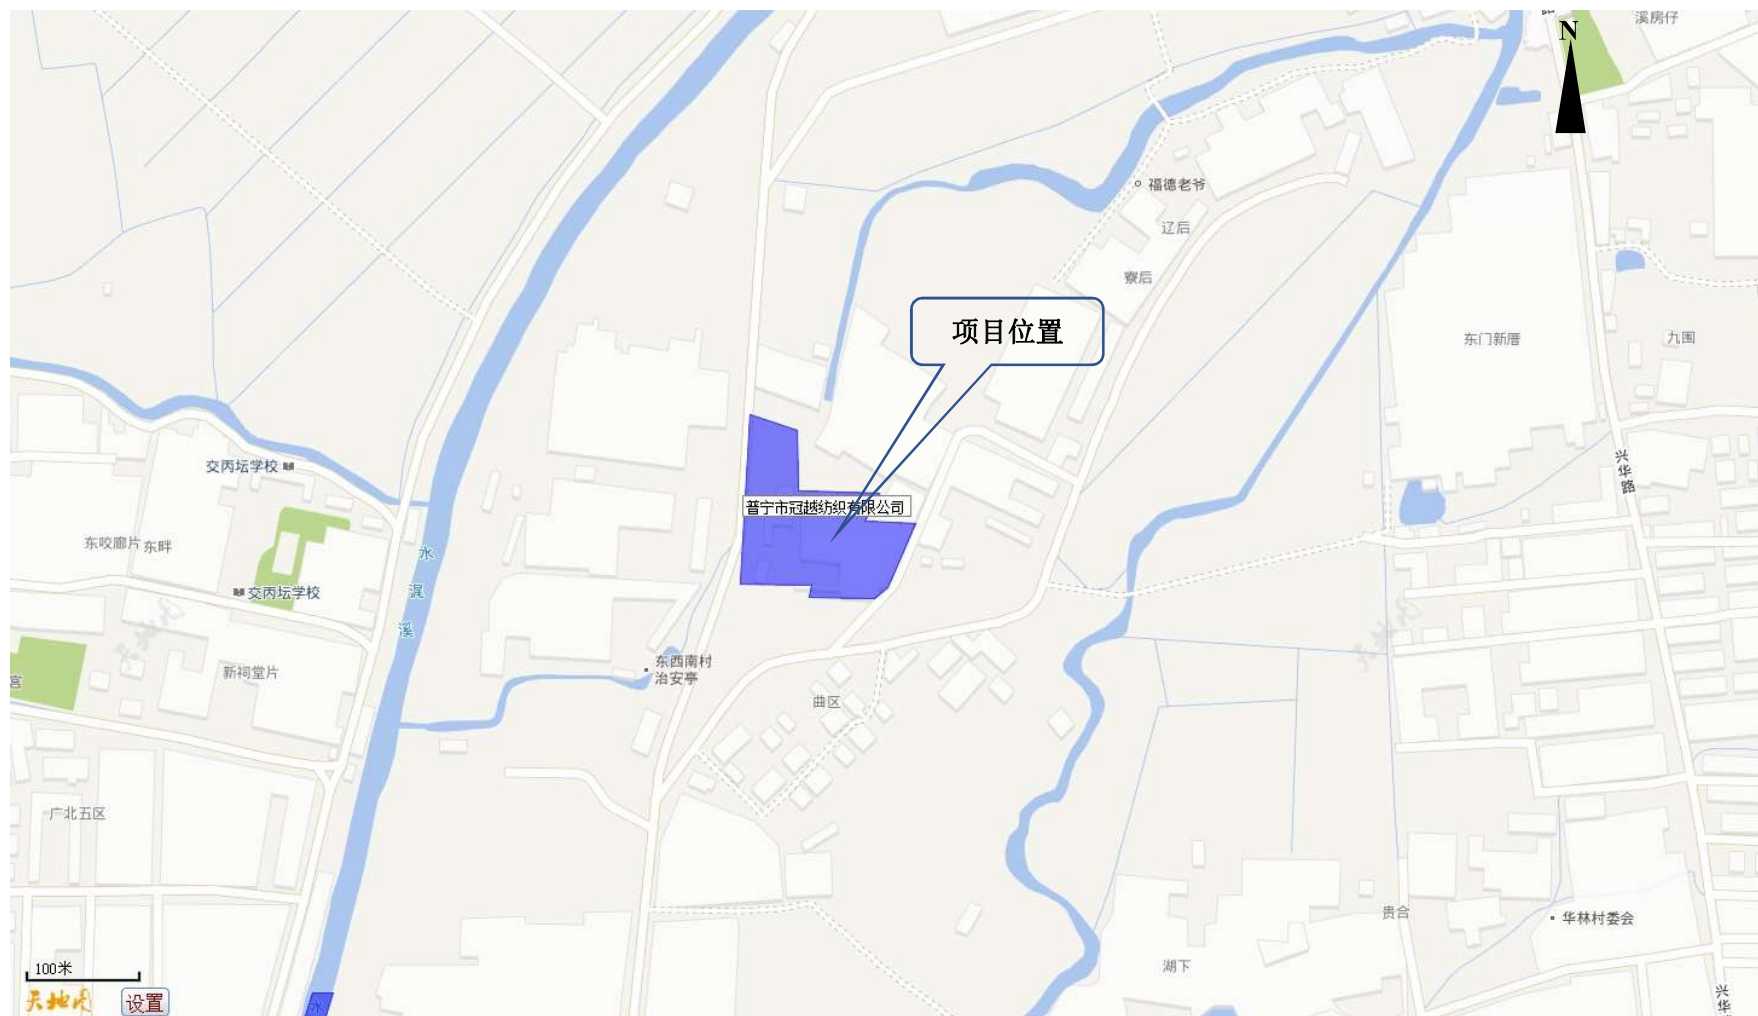 溪房仔
N
福德老爷
辽后
寮后
项目位置
东门新厝
九围
兴华路
交丙坛学校
普宁市冠越纺织有限公司
东咬廊片
东畔
水
溪
交丙坛学校
新祠堂片
宫
东西南村
治安亭
曲区
广北五区
贵合
华林村委会
湖下
100米
天地图
设置
水
兴华